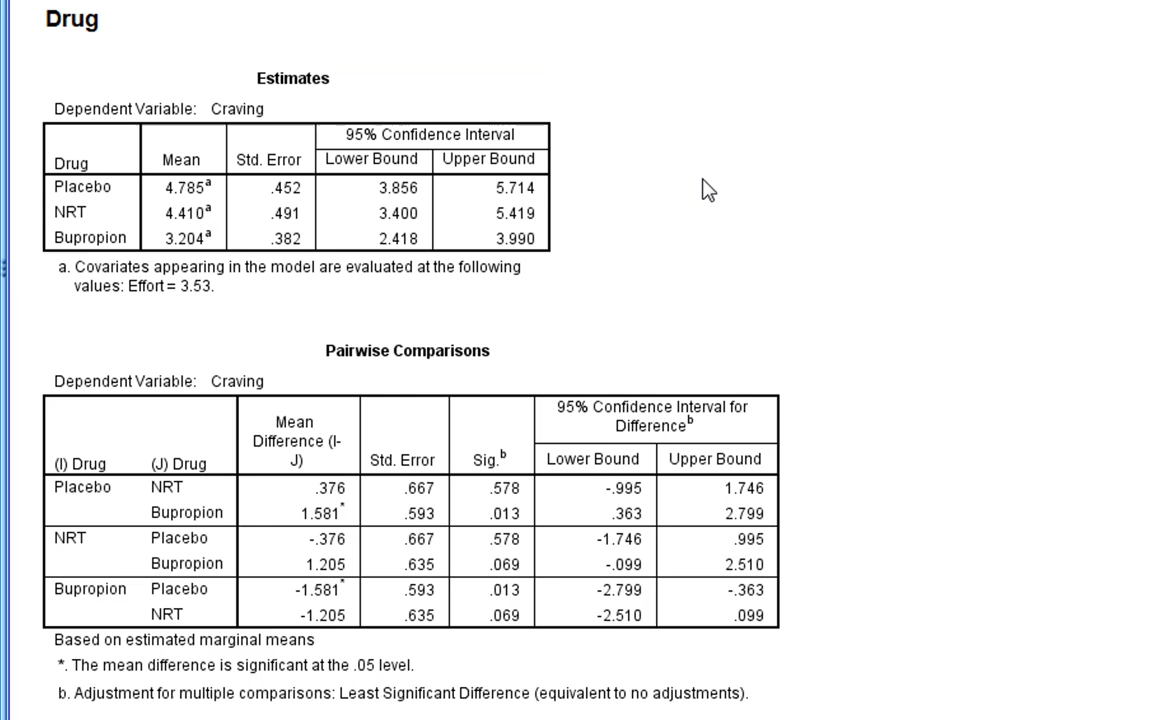 Drug
Estimates
Dependent Variable: Craving
95% Confidence Interval
Drug Mean Std. Error Lower Bound Upper Bound
Placebo 4.785a .452 3.856 5.714
NRT 4.410a .491 3.400 5.419
Bupropion 3.204a .382 2.418 3.990
a. Covariates appearing in the model are evaluated at the following
values: Effort = 3.53.
Pairwise Comparisons
Dependent Variable: Craving
95% Confidence Interval for
Differenceb
Mean
Difference (I-
J)
(I) Drug (J) Drug Std. Error Sig.b Lower Bound Upper Bound
Placebo NRT .376 .667 .578 -.995 1.746
Bupropion 1.581* .593 .013 .363 2.799
NRT Placebo -.376 .667 .578 -1.746 .995
Bupropion 1.205 .635 .069 -.099 2.510
Bupropion Placebo -1.581* .593 .013 -2.799 -.363
NRT -1.205 .635 .069 -2.510 .099
Based on estimated marginal means
*. The mean difference is significant at the .05 level.
b. Adjustment for multiple comparisons: Least Significant Difference (equivalent to no adjustments).